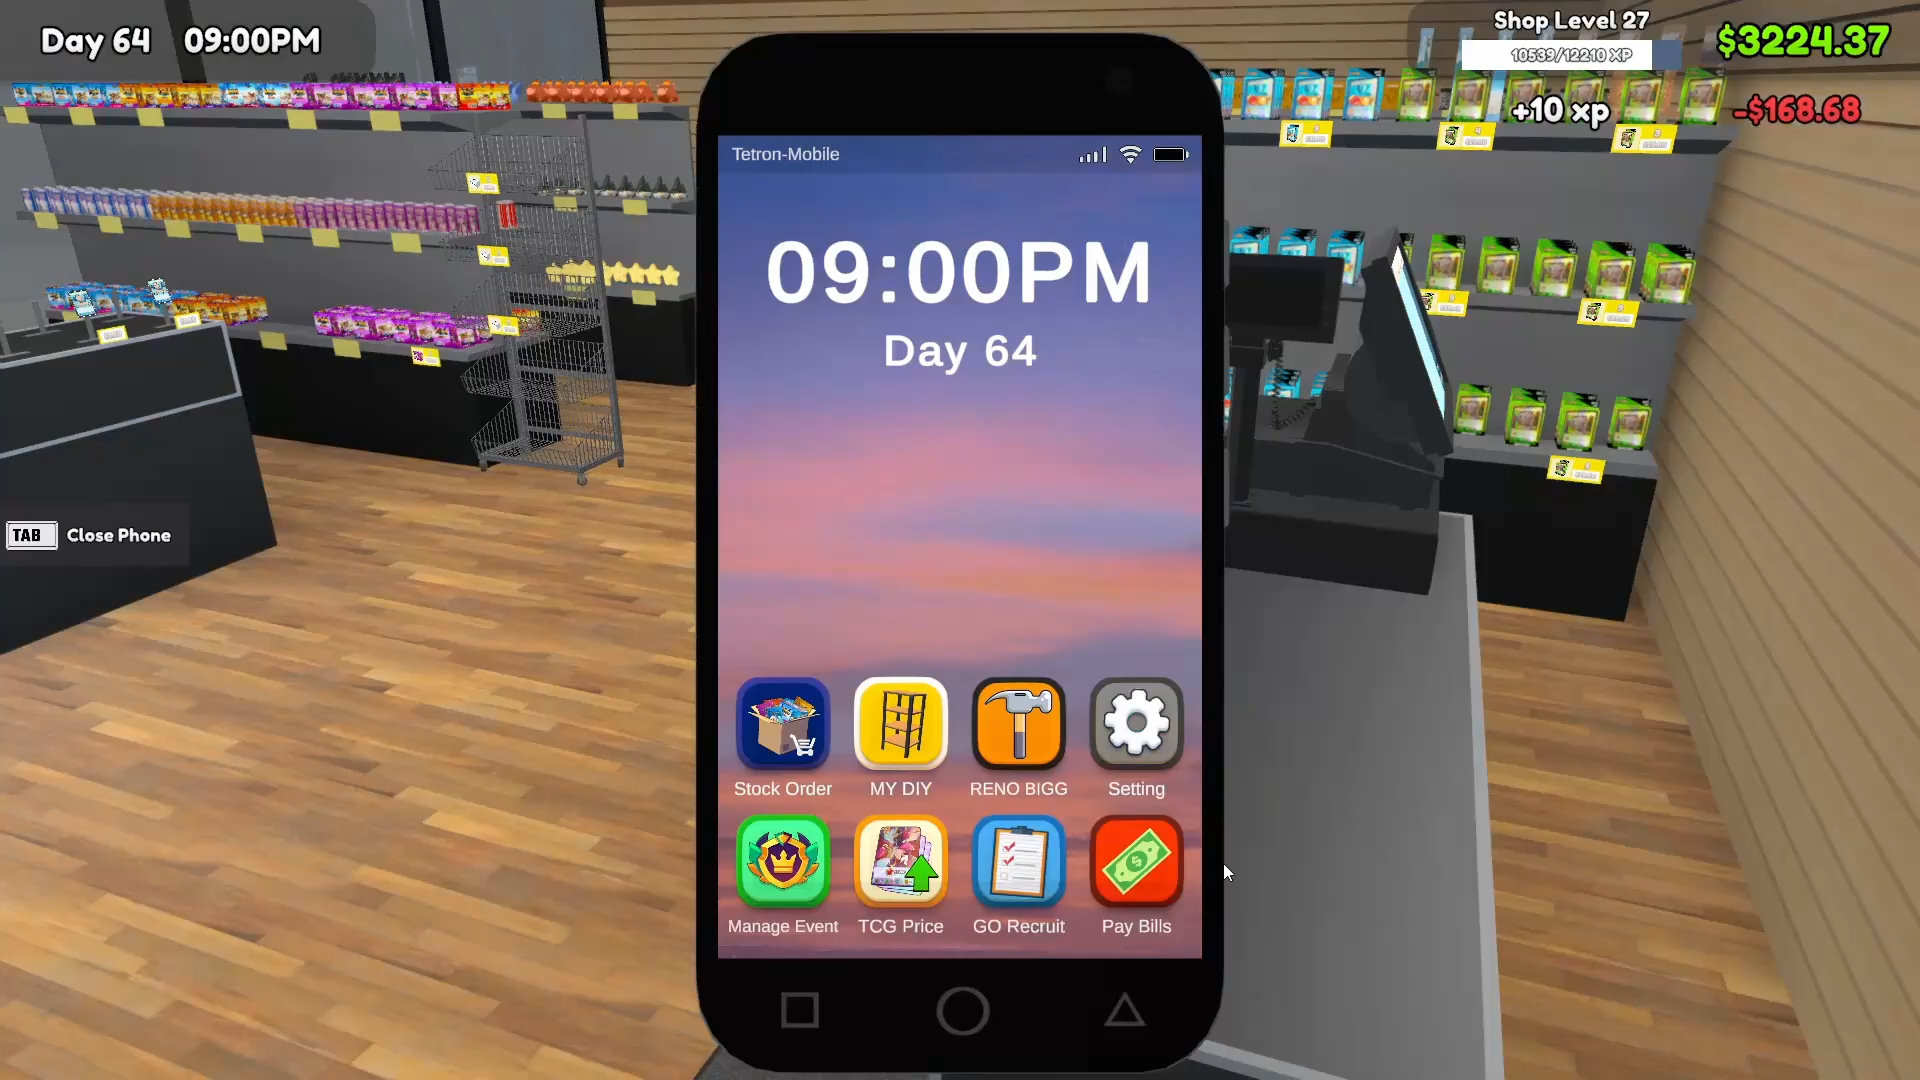 Day 64 09:00PM
Shop Level 27
10539/12210 XP
$3224.37
+10 xp
-$168.68
Tetron-Mobile
09:00PM
Day 64
TAB Close Phone
Stock Order MY DIY RENO BIGG Setting
Manage Event TCG Price GO Recruit Pay Bills